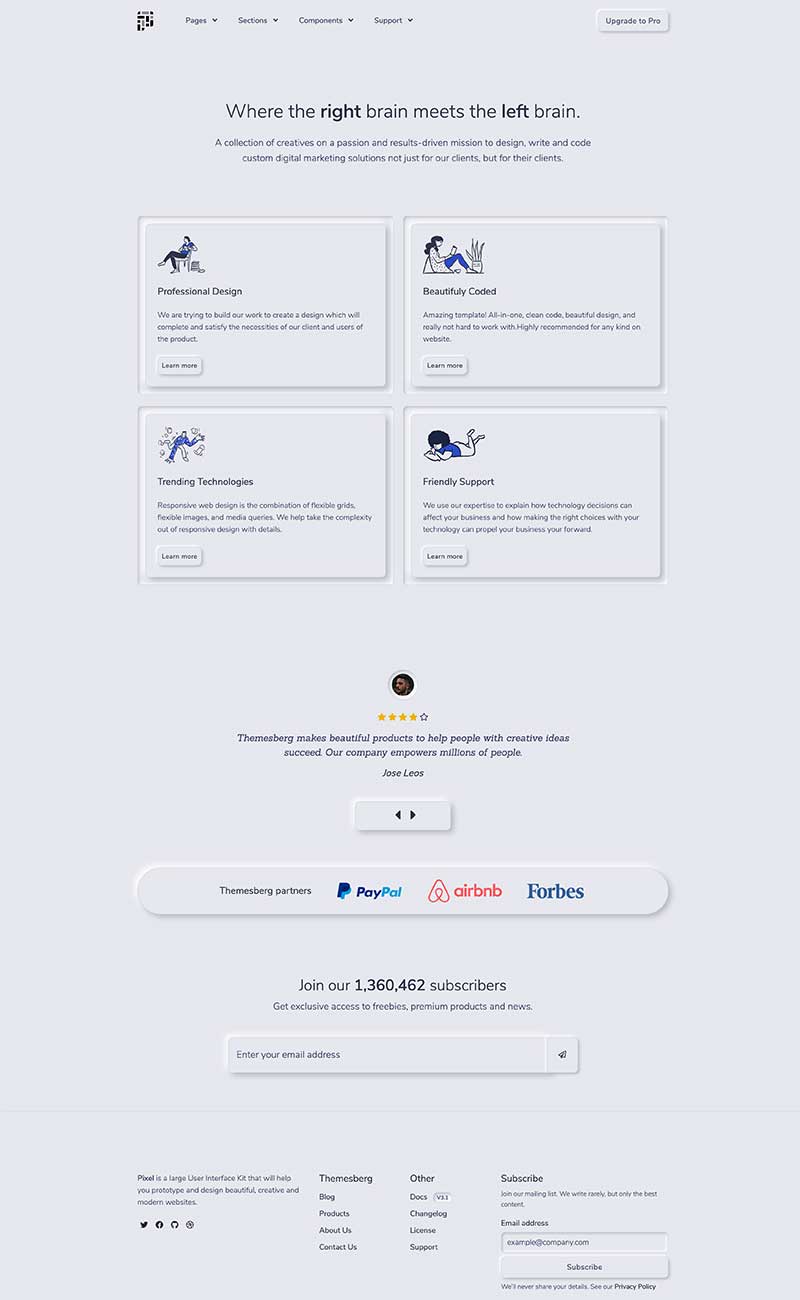 Pages
Sections
Components
Support
Upgrade to Pro
Where the right brain meets the left brain.
A collection of creatives on a passion and results-driven mission to design, write and code
custom digital marketing solutions not just for our clients, but for their clients.
Professional Design
We are trying to build our work to create a design which will
complete and satisfy the necessities of our client and users of
the product.
Learn more
Beautifuly Coded
Amazing template! All-in-one, clean code, beautiful design, and
really not hard to work with.Highly recommended for any kind on
website.
Learn more
Trending Technologies
Responsive web design is the combination of flexible grids,
flexible images, and media queries. We help take the complexity
out of responsive design with details.
Learn more
Friendly Support
We use our expertise to explain how technology decisions can
affect your business and how making the right choices with your
technology can propel your business your forward.
Learn more
Themesberg makes beautiful products to help people with creative ideas
succeed. Our company empowers millions of people.
Jose Leos
Themesberg partners
PayPal
airbnb
Forbes
Join our 1,360,462 subscribers
Get exclusive access to freebies, premium products and news.
Enter your email address
Pixel is a large User Interface Kit that will help
you prototype and design beautiful, creative and
modern websites.
Themesberg
Blog
Products
About Us
Contact Us
Other
Docs V3.1
Changelog
License
Support
Subscribe
Join our mailing list. We write rarely, but only the best
content.
Email address
example@company.com
Subscribe
We'll never share your details. See our Privacy Policy